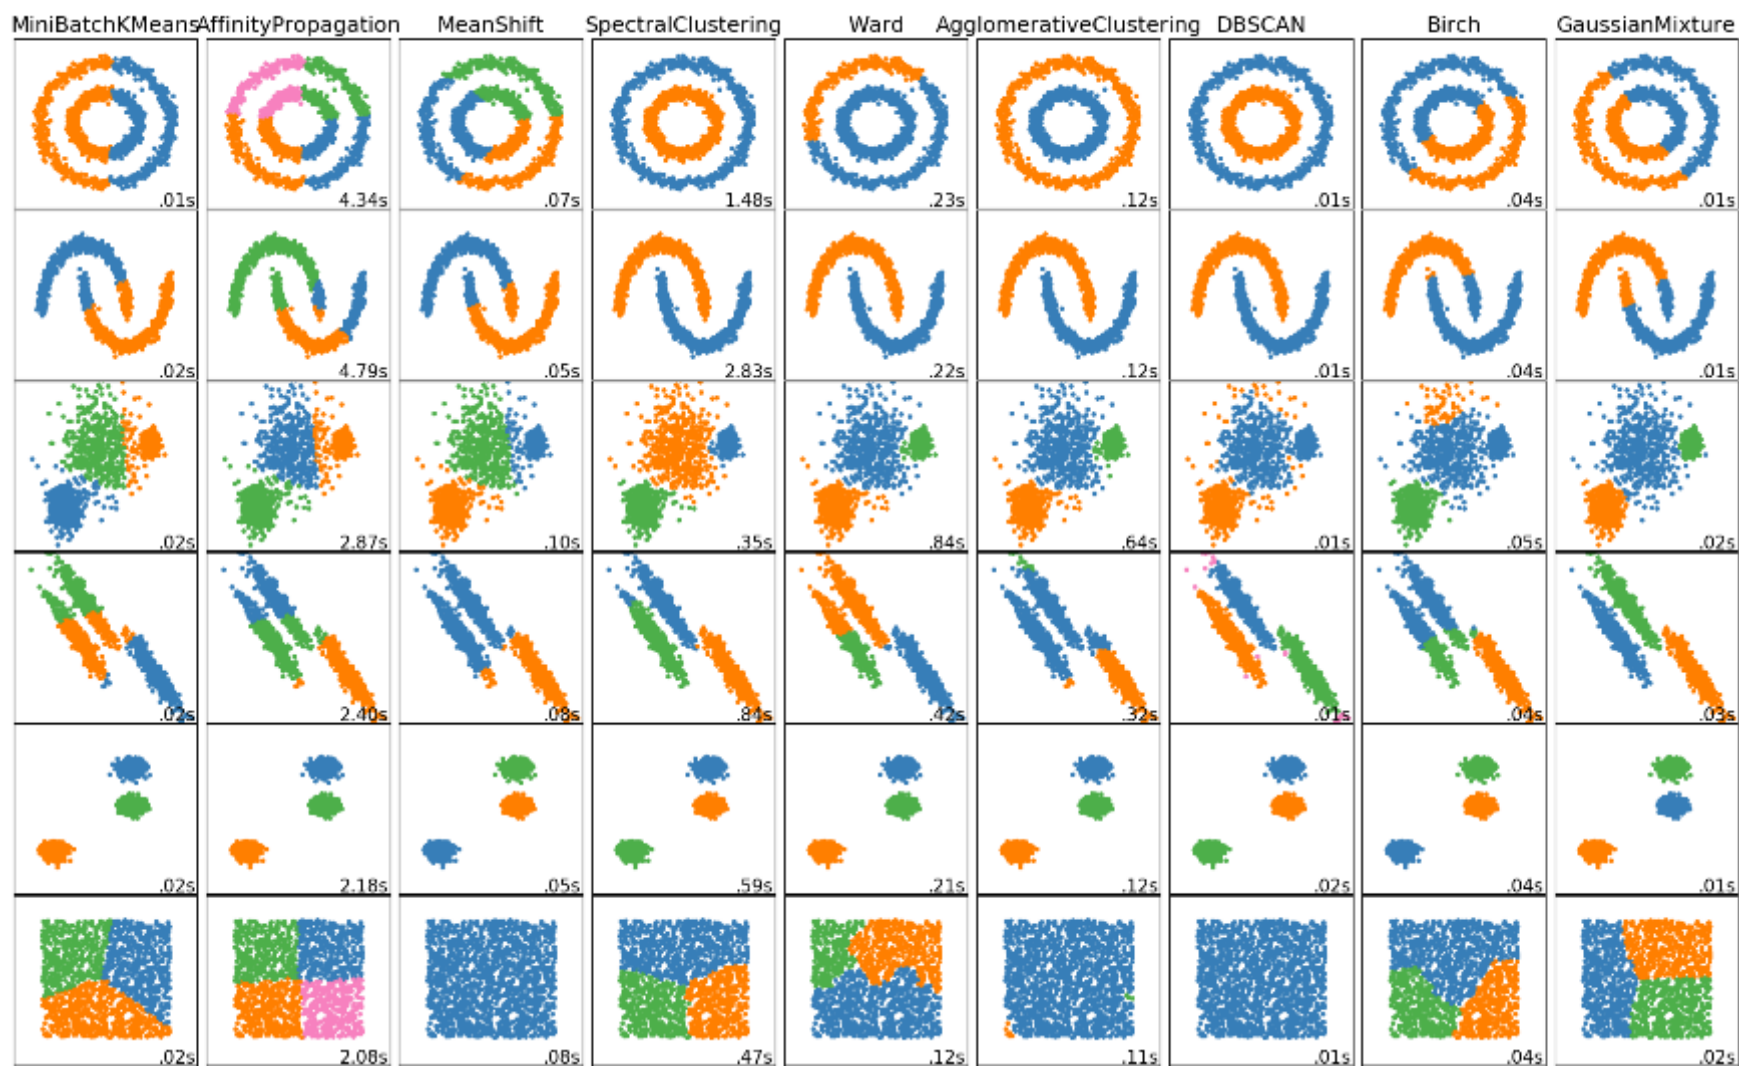 MiniBatchKMeans AffinityPropagation MeanShift SpectralClustering Ward AgglomerativeClustering DBSCAN Birch GaussianMixture
.01s 4.34s .07s 1.48s .23s .12s .01s .04s .01s
.02s 4.79s .05s 2.83s .22s .12s .01s .04s .01s
.02s 2.87s .10s .35s .84s .64s .01s .05s .02s
.02s 2.40s .08s .84s .42s .32s .01s .04s .03s
.02s 2.18s .05s .59s .21s .12s .02s .04s .01s
.02s 2.08s .08s .47s .12s .11s .01s .04s .02s